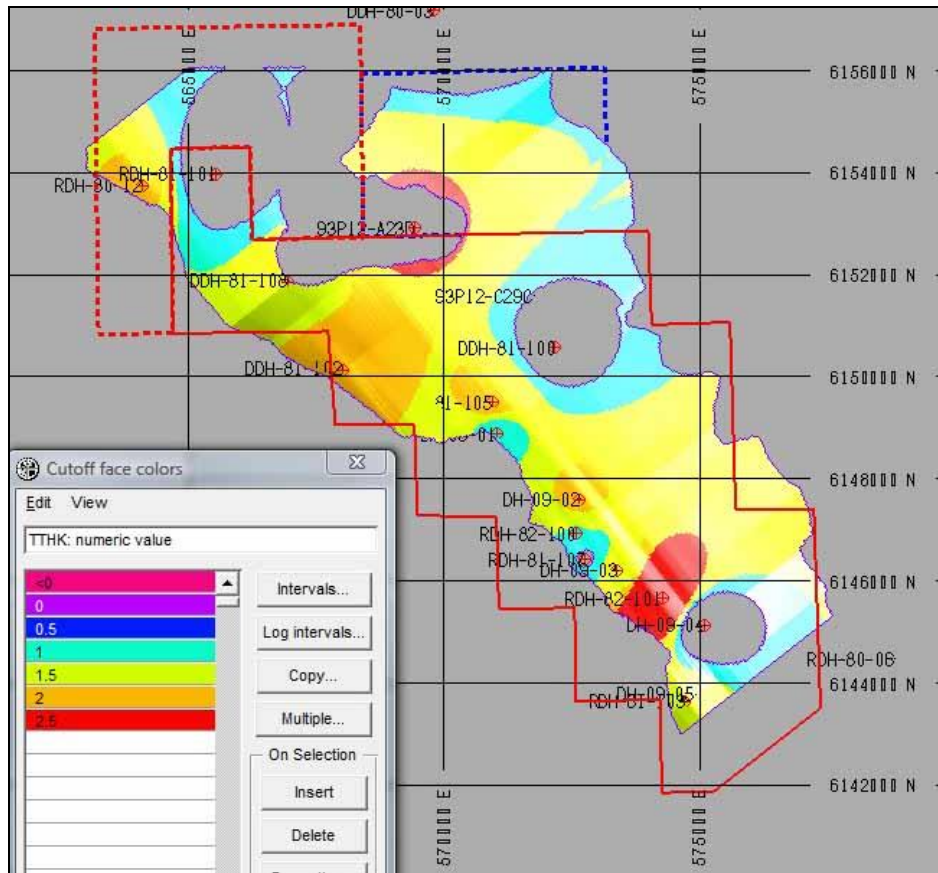 DDH-80-03
565000 E
570000 E
575000 E
6156000 N
6154000 N
RDH-81-101
RDH-80-12
93P12-A23D
6152000 N
DDH-81-108
93P12-C29C
DDH-81-100
6150000 N
DDH-81-102
81-105
6148000 N
DH-09-02
RDH-82-100
RDH-81-107
DH-09-03
6146000 N
RDH-82-101
DH-09-04
RDH-80-06
6144000 N
DH-09-05
RDH-81-103
6142000 N
570000 E
575000 E
Cutoff face colors
Edit View
TTHK: numeric value
<0
0
0.5
1
1.5
2
2.5
Intervals...
Log intervals...
Copy...
Multiple...
On Selection
Insert
Delete